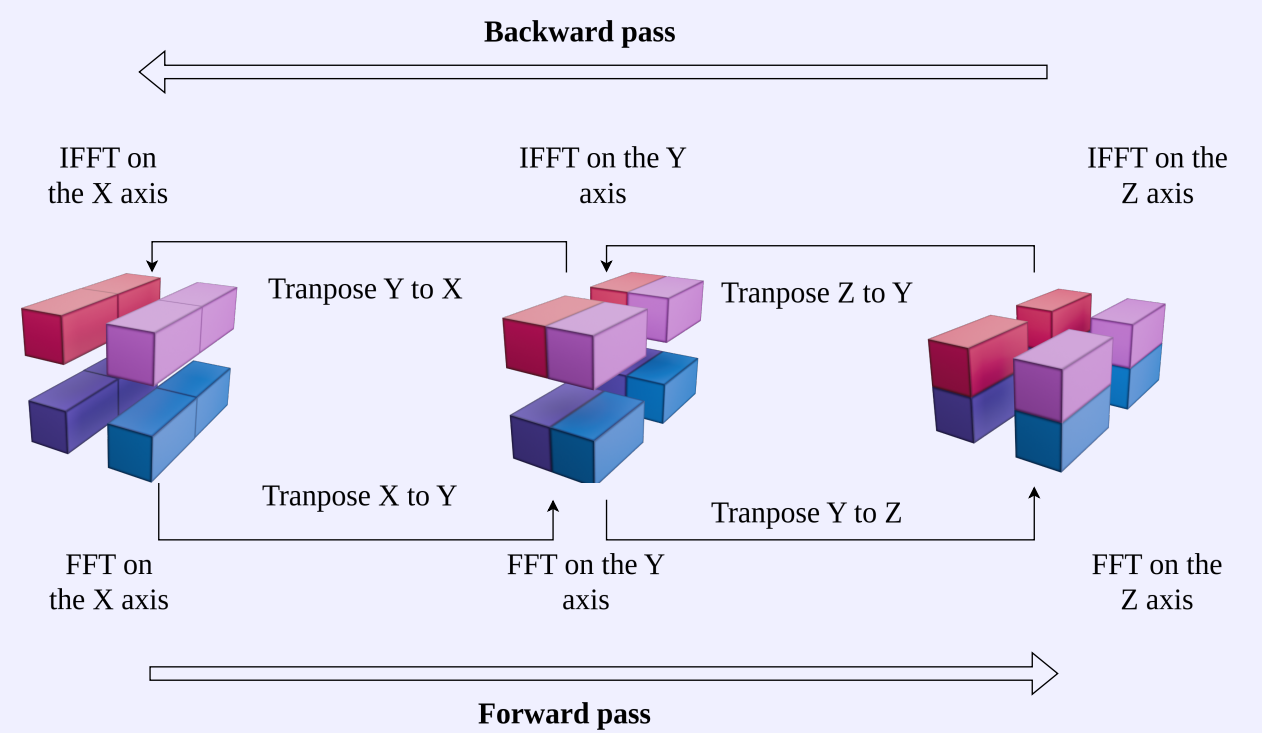 Backward pass
IFFT on
the X axis
IFFT on the Y
axis
IFFT on the
Z axis
Tranpose Y to X
Tranpose Z to Y
Tranpose X to Y
Tranpose Y to Z
FFT on
the X axis
FFT on the Y
axis
FFT on the
Z axis
Forward pass